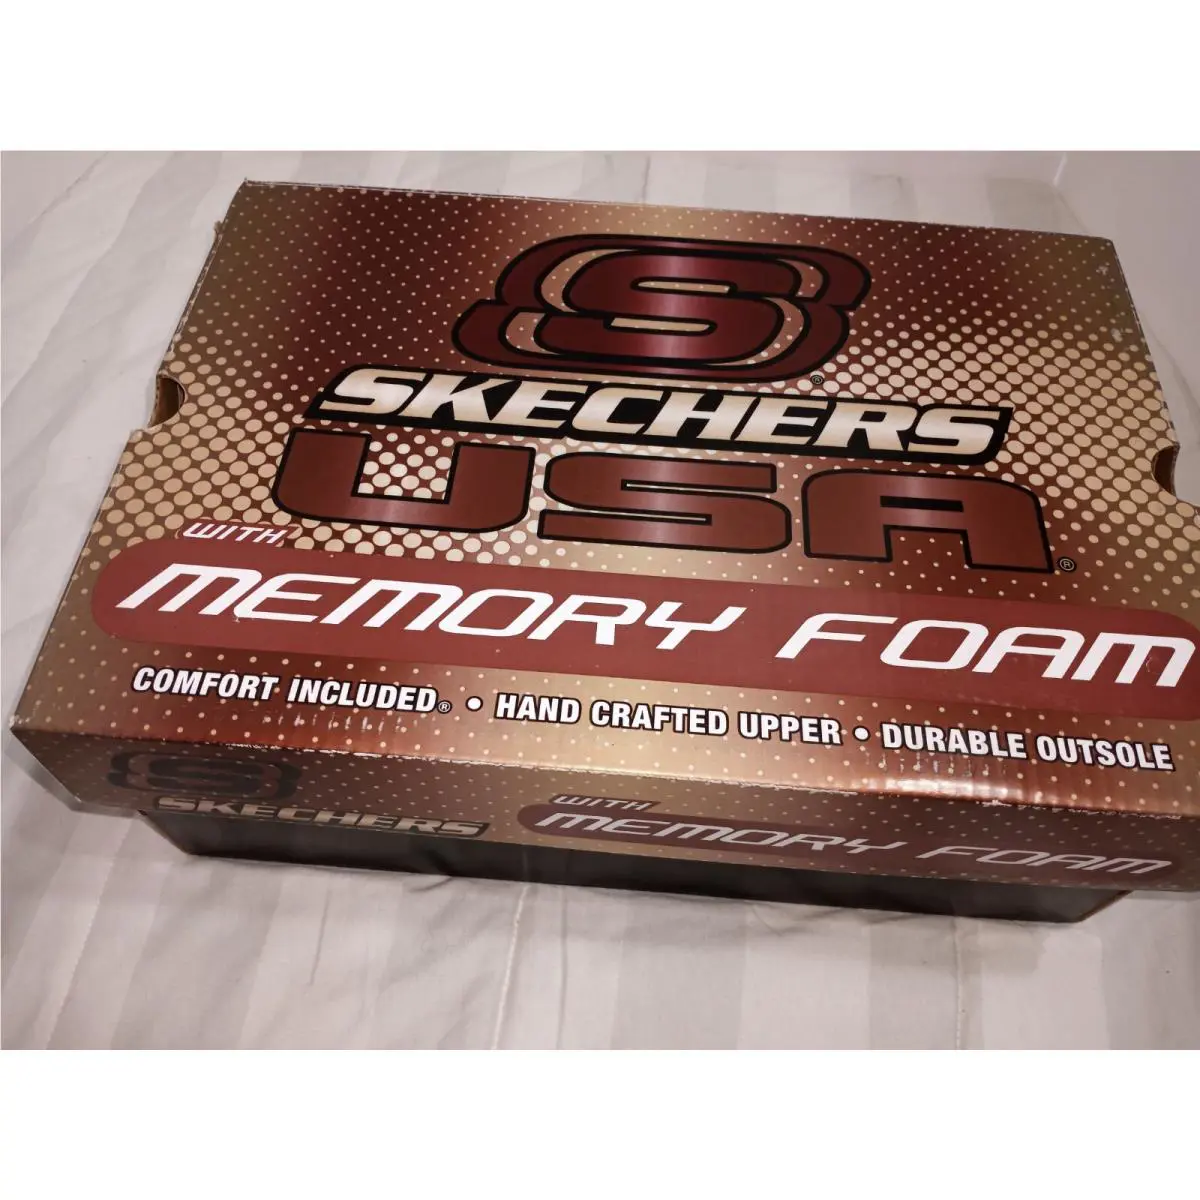 S
®
SKECHERS
USA®
WITH
MEMORY FOAM
COMFORT INCLUDED® • HAND CRAFTED UPPER • DURABLE OUTSOLE
S
SKECHERS
WITH
MEMORY FOAM